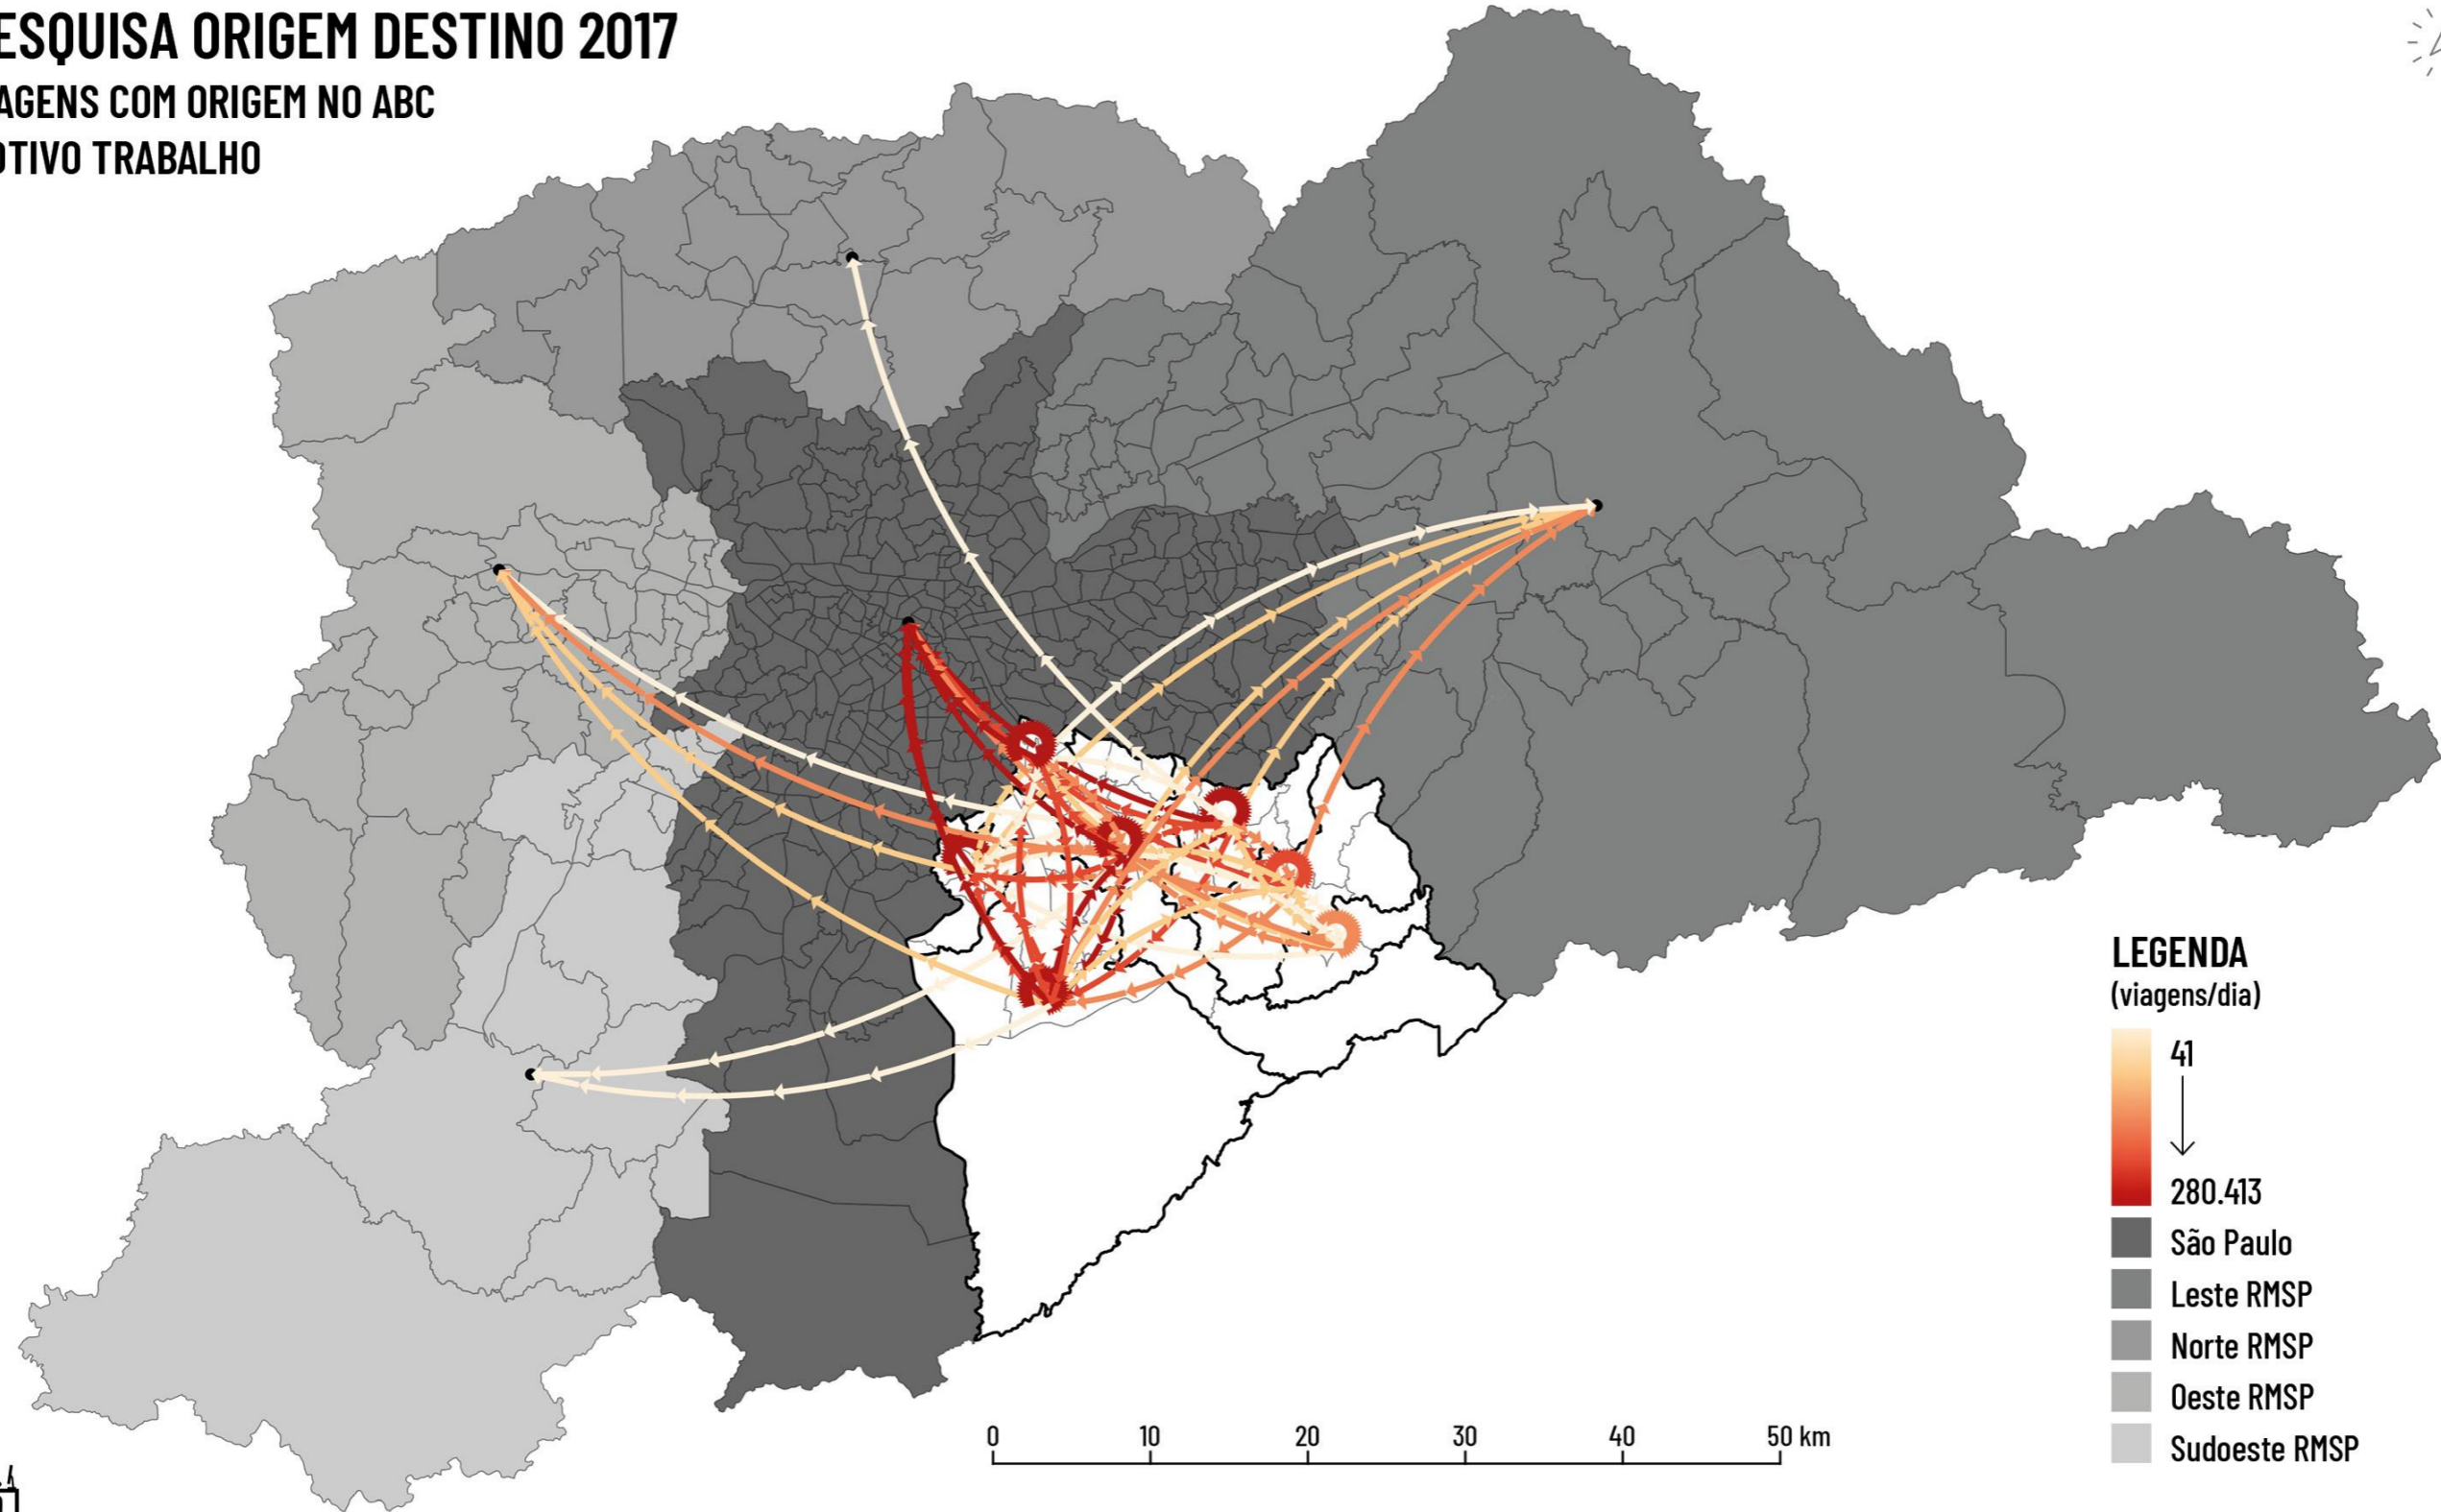 ESQUISA ORIGEM DESTINO 2017
AGENS COM ORIGEM NO ABC
OTIVO TRABALHO
LEGENDA
(viagens/dia)
41
280.413
São Paulo
Leste RMSP
Norte RMSP
Oeste RMSP
Sudoeste RMSP
0 10 20 30 40 50 km